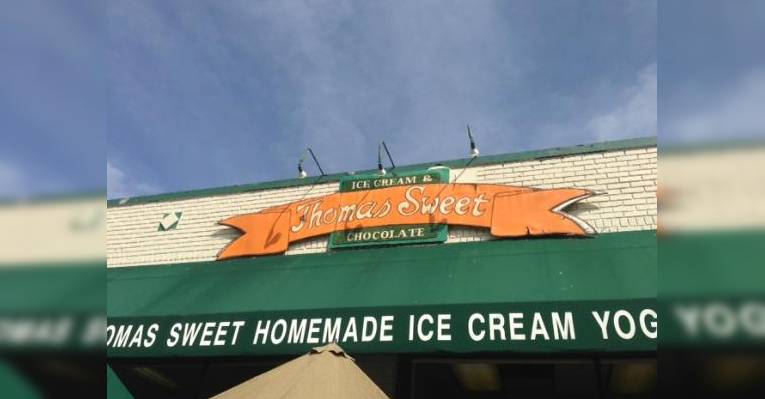 ICE CREAM &
Thomas Sweet
CHOCOLATE
OMAS SWEET HOMEMADE ICE CREAM YOG